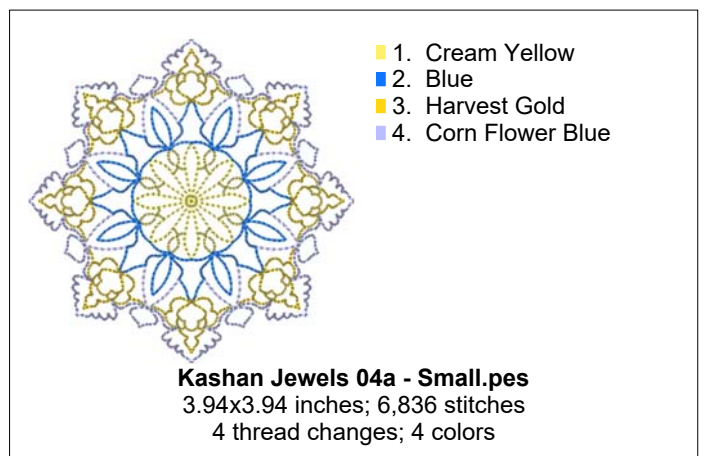 1. Cream Yellow
2. Blue
3. Harvest Gold
4. Corn Flower Blue
Kashan Jewels 04a - Small.pes
3.94x3.94 inches; 6,836 stitches
4 thread changes; 4 colors